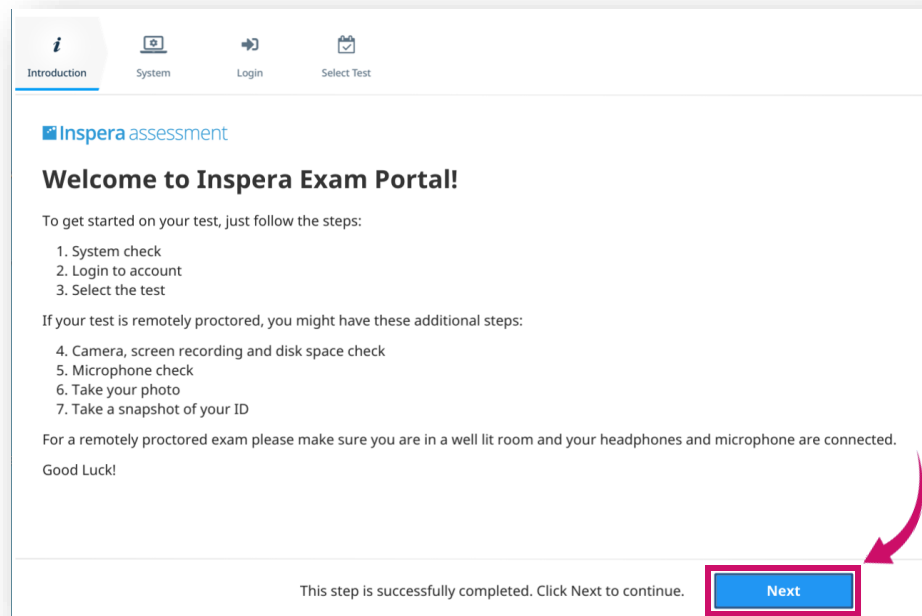 Introduction
System
Login
Select Test
Inspera assessment
Welcome to Inspera Exam Portal!
To get started on your test, just follow the steps:
1. System check
2. Login to account
3. Select the test
If your test is remotely proctored, you might have these additional steps:
4. Camera, screen recording and disk space check
5. Microphone check
6. Take your photo
7. Take a snapshot of your ID
For a remotely proctored exam please make sure you are in a well lit room and your headphones and microphone are connected.
Good Luck!
This step is successfully completed. Click Next to continue.
Next